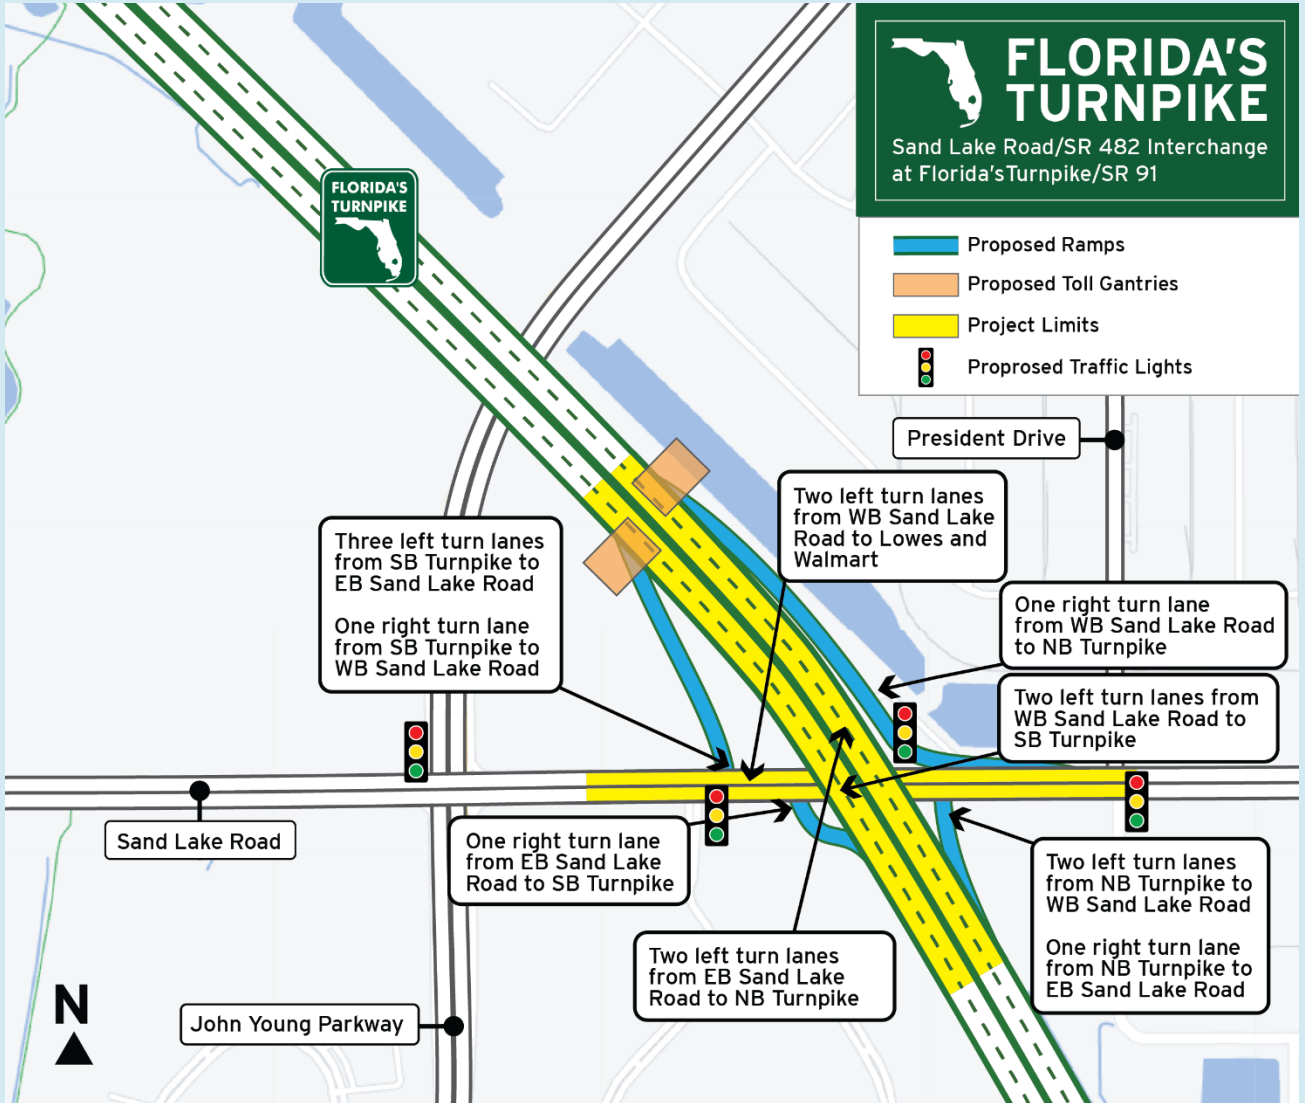 FLORIDA'S
TURNPIKE
Sand Lake Road/SR 482 Interchange
at Florida'sTurnpike/SR 91
Proposed Ramps
Proposed Toll Gantries
Project Limits
Proprosed Traffic Lights
FLORIDA'S
TURNPIKE
President Drive
Two left turn lanes
from WB Sand Lake
Road to Lowes and
Walmart
Three left turn lanes
from SB Turnpike to
EB Sand Lake Road
One right turn lane
from SB Turnpike to
WB Sand Lake Road
One right turn lane
from WB Sand Lake Road
to NB Turnpike
Two left turn lanes from
WB Sand Lake Road to
SB Turnpike
Sand Lake Road
One right turn lane
from EB Sand Lake
Road to SB Turnpike
Two left turn lanes
from NB Turnpike to
WB Sand Lake Road
One right turn lane
from NB Turnpike to
EB Sand Lake Road
Two left turn lanes
from EB Sand Lake
Road to NB Turnpike
N
John Young Parkway